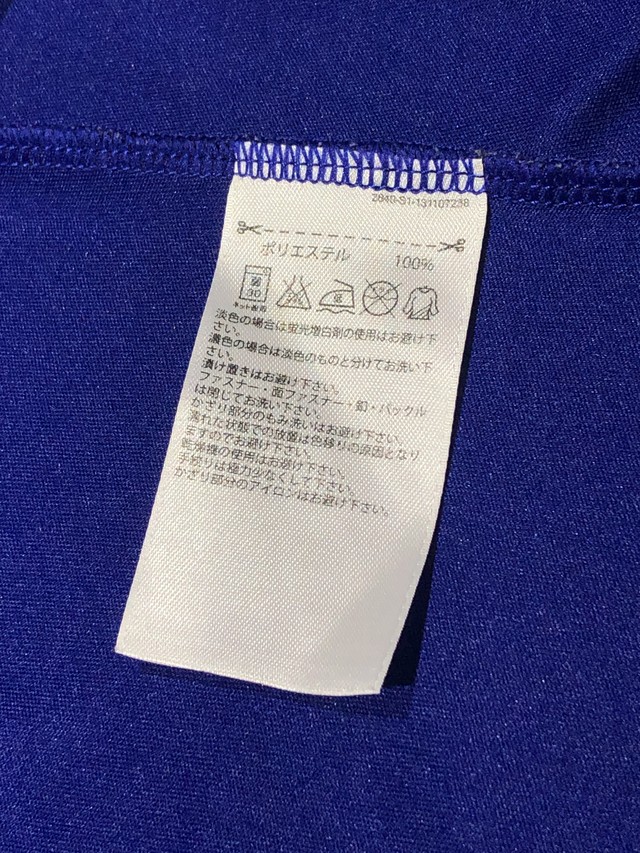 2840-S1-131107238
ポリエステル 100%
弱
30
ネット使用
淡色の場合は蛍光増白剤の使用はお避け下
さい。
濃色の場合は淡色のものと分けてお洗い下
さい。
漬け置きはお避け下さい。
ファスナー・面ファスナー・釦・バックル
は閉じてお洗い下さい。
かざり部分のもみ洗いはお避け下さい。
濡れた状態での放置は色移りの原因となり
ますのでお避け下さい。
乾燥機の使用はお避け下さい。
手絞りは極力少なくして下さい。
かざり部分のアイロンはお避け下さい。